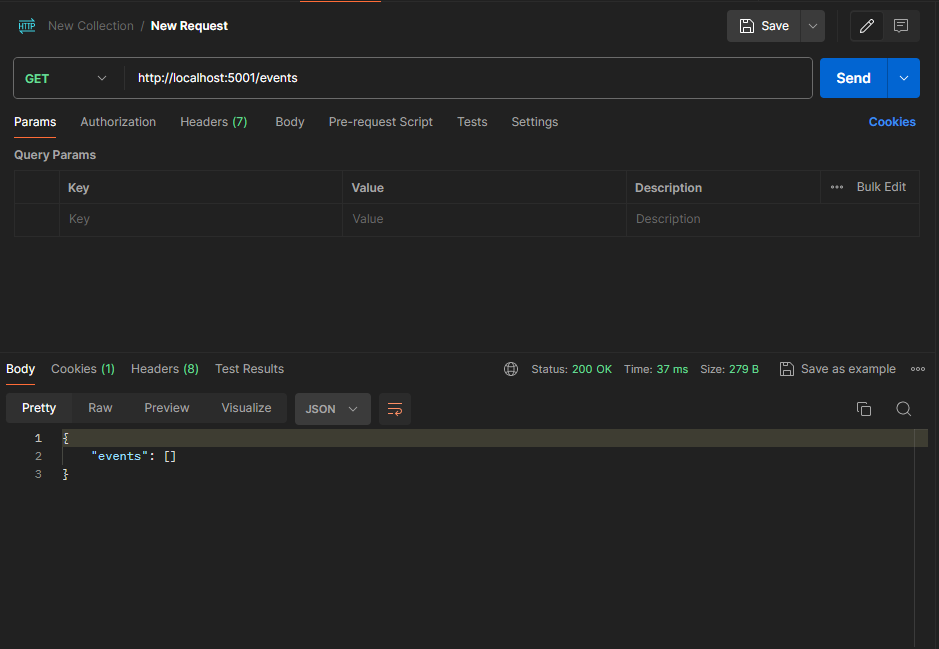 HTTP New Collection / New Request Save
GET http://localhost:5001/events Send
Params Authorization Headers (7) Body Pre-request Script Tests Settings Cookies
Query Params
Key Value Description Bulk Edit
Key Value Description
Body Cookies (1) Headers (8) Test Results Status: 200 OK Time: 37 ms Size: 279 B Save as example
Pretty Raw Preview Visualize JSON
1 {
2 "events": []
3 }